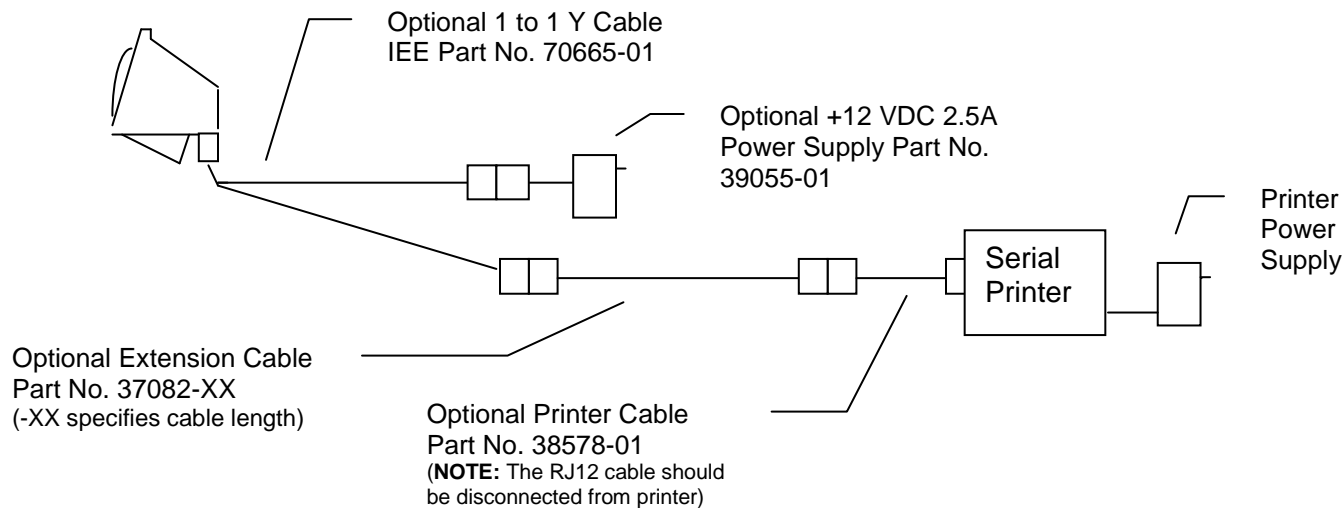 Optional 1 to 1 Y Cable
IEE Part No. 70665-01
Optional +12 VDC 2.5A
Power Supply Part No.
39055-01
Printer
Power
Supply
Serial
Printer
Optional Extension Cable
Part No. 37082-XX
(-XX specifies cable length)
Optional Printer Cable
Part No. 38578-01
(NOTE: The RJ12 cable should
be disconnected from printer)